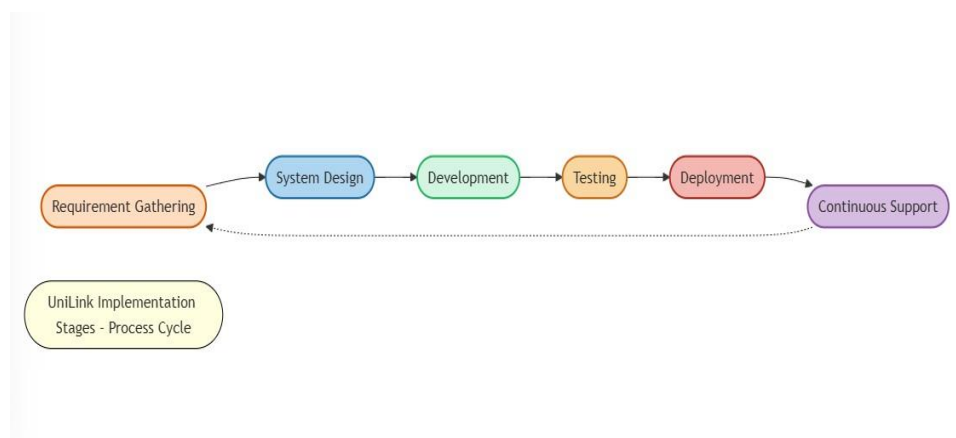 System Design
Development
Testing
Deployment
Requirement Gathering
Continuous Support
UniLink Implementation
Stages - Process Cycle